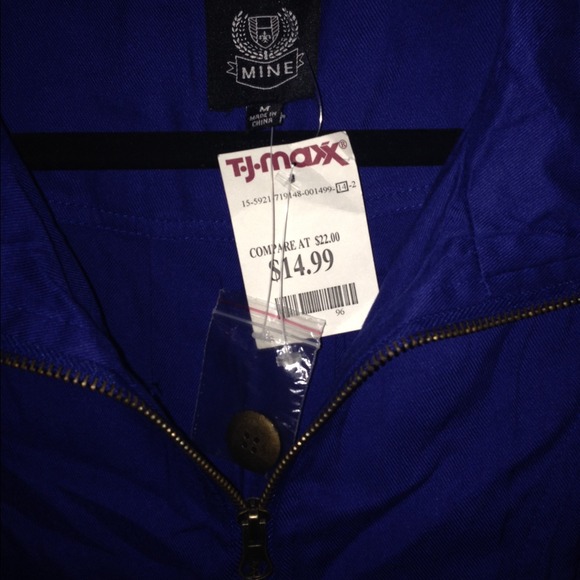 MINE
M
MADE IN
CHINA
T·J·maxx®
15-5921-719148-001499-14-2
COMPARE AT $22.00
$14.99
96